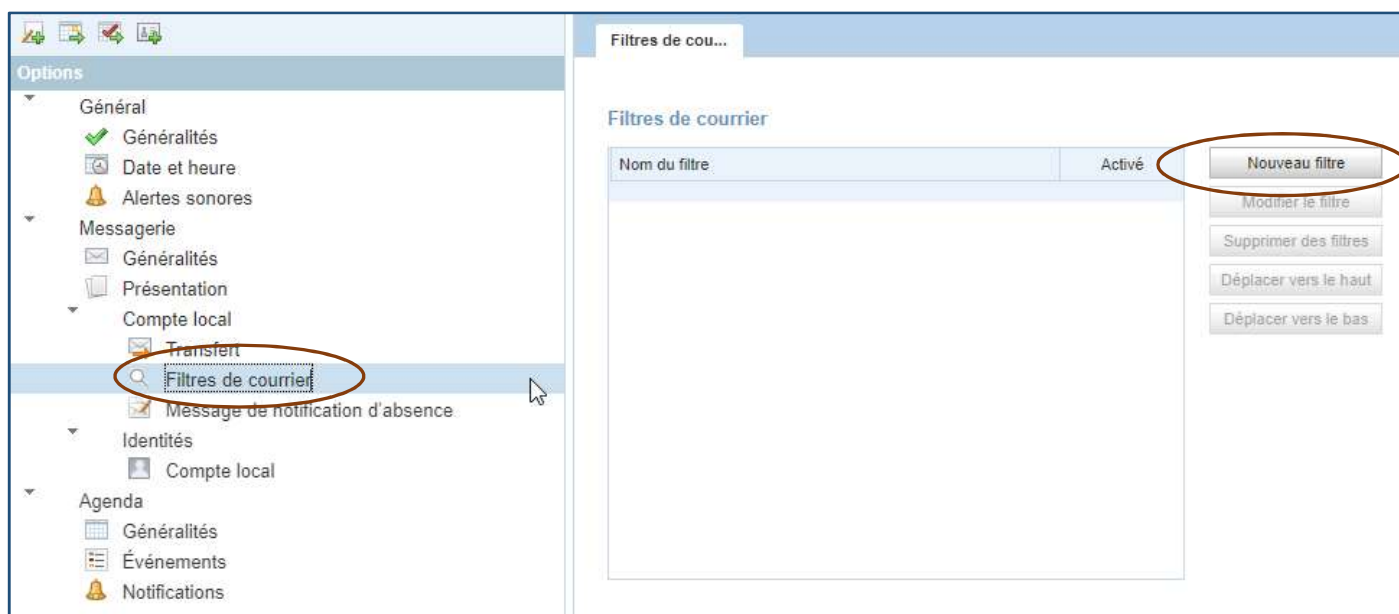 Options
Général
Généralités
Date et heure
Alertes sonores
Messagerie
Généralités
Présentation
Compte local
Transfert
Filtres de courrier
Message de notification d'absence
Identités
Compte local
Agenda
Généralités
Événements
Notifications
Filtres de cou...
Filtres de courrier
Nom du filtre Activé
Nouveau filtre
Modifier le filtre
Supprimer des filtres
Déplacer vers le haut
Déplacer vers le bas